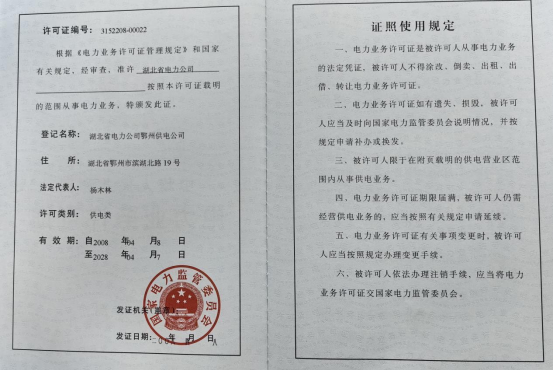 许可证编号: 3152208-00022
根据《电力业务许可证管理规定》和国家
有关规定,经审查,准许 湖北省电力公司
按照本许可证载明
的范围从事电力业务,特颁发此证。
登记名称: 湖北省电力公司鄂州供电公司
住 所: 湖北省鄂州市滨湖北路19号
法定代表人: 杨木林
许可类别: 供电类
有 效 期: 自2008 年04 月8 日
至2028 年04 月7 日
国家电力监管委员会
发证机关
发证日期: 年 月 日
证照使用规定
一、电力业务许可证是被许可人从事电力业务
的法定凭证,被许可人不得涂改、倒卖、出租、出
借、转让电力业务许可证。
二、电力业务许可证如有遗失、损毁,被许可
人应当及时向国家电力监管委员会说明情况,并按
规定申请补办或换发。
三、被许可人限于在附页载明的供电营业区范
围内从事供电业务。
四、电力业务许可证期限届满,被许可人仍需
经营供电业务的,应当按照有关规定申请延续。
五、电力业务许可证有关事项变更时,被许可
人应当按照规定办理变更手续。
六、被许可人依法办理注销手续,应当将电力
业务许可证交国家电力监管委员会。